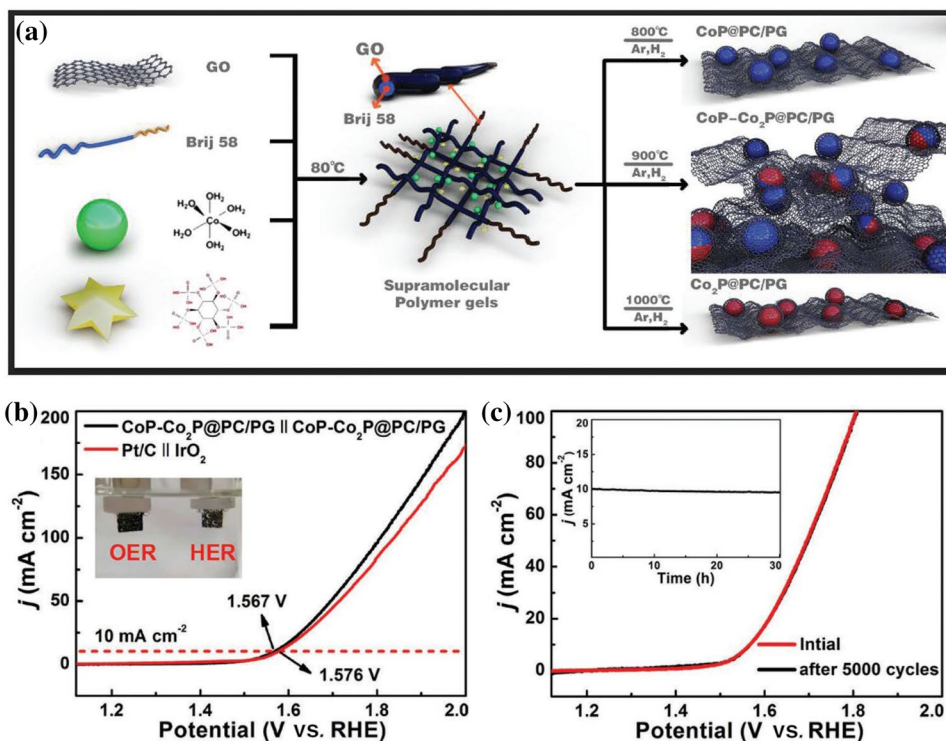 (a)
GO
Brij 58
OH₂
H₂O
OH₂
Co
H₂O
OH₂
OH₂
80℃
GO
Brij 58
Supramolecular
Polymer gels
800℃
Ar,H₂
CoP@PC/PG
900℃
Ar,H₂
CoP–Co₂P@PC/PG
1000℃
Ar,H₂
Co₂P@PC/PG
(b)
j (mA cm⁻²)
200
150
100
50
0
CoP-Co₂P@PC/PG || CoP-Co₂P@PC/PG
Pt/C || IrO₂
OER
HER
1.567 V
10 mA cm⁻²
1.576 V
1.2
1.4
1.6
1.8
2.0
Potential (V vs. RHE)
(c)
j (mA cm⁻²)
100
80
60
40
20
0
j (mA cm⁻²)
20
15
10
5
0
10
20
30
Time (h)
Intial
after 5000 cycles
1.2
1.4
1.6
1.8
2.0
Potential (V vs. RHE)